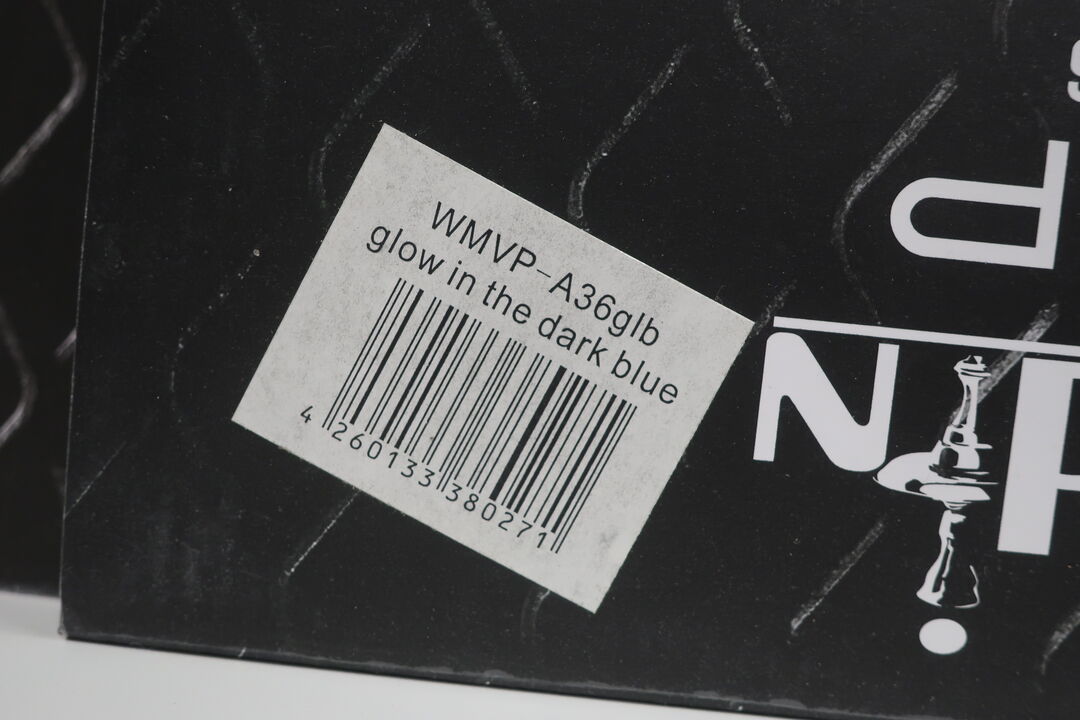 WMVP-A36glb
glow in the dark blue
4 260133 380271